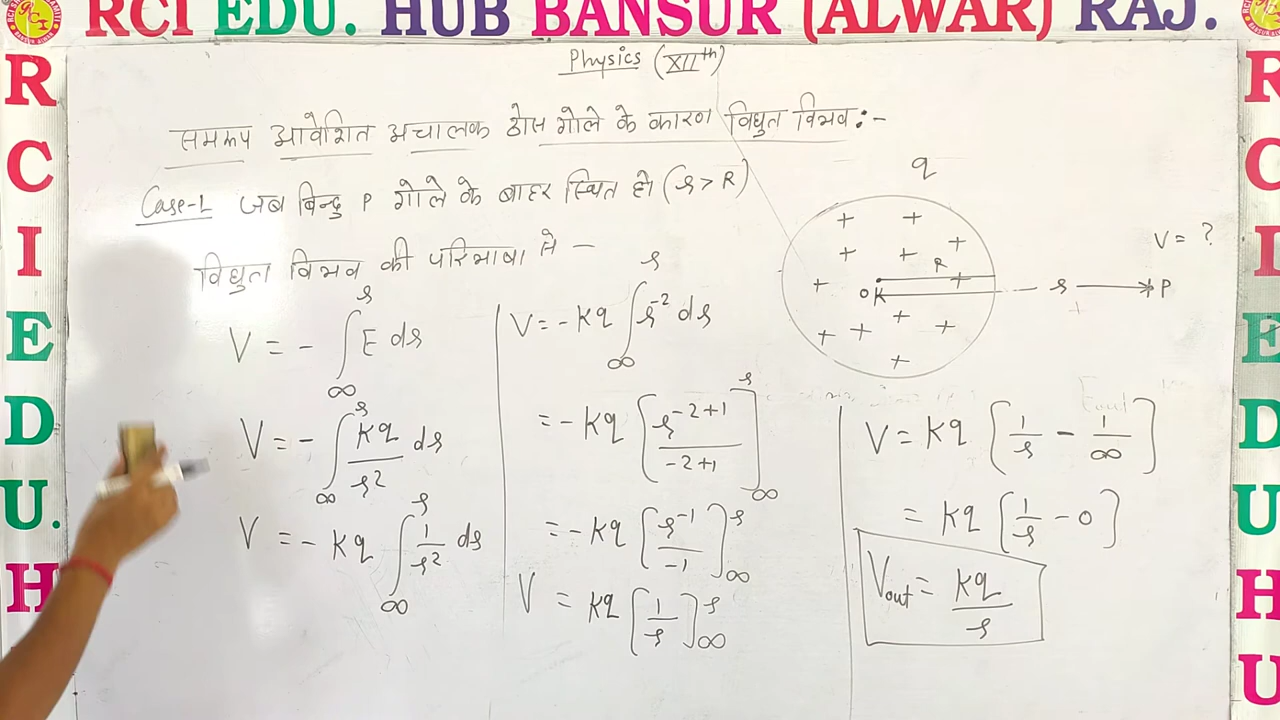 RCI EDU. HUB BANSUR (ALWAR) RAJ.
Physics (XIIth)
समरूप आवेशित अचालक ठोस गोले के कारण विद्युत विभव:-
Case-1 जब बिन्दु P गोले के बाहर स्थित हो (r > R)
विद्युत विभव की परिभाषा से -
V = - ∫_∞^r E dr
V = - ∫_∞^r Kq/r² dr
V = - Kq ∫_∞^r 1/r² dr
V = - Kq ∫_∞^r r⁻² dr
= - Kq [r^(-2+1)/(-2+1)]_∞^r
= - Kq [r⁻¹/-1]_∞^r
V = Kq [1/r]_∞^r
q
+ + + + + + + + + + + +
R
O K r P
V = ?
V = Kq [1/r - 1/∞]
= Kq [1/r - 0]
Vout = Kq/r
R
C
I
E
D
U.
H
R
C
I
E
D
U
H
U